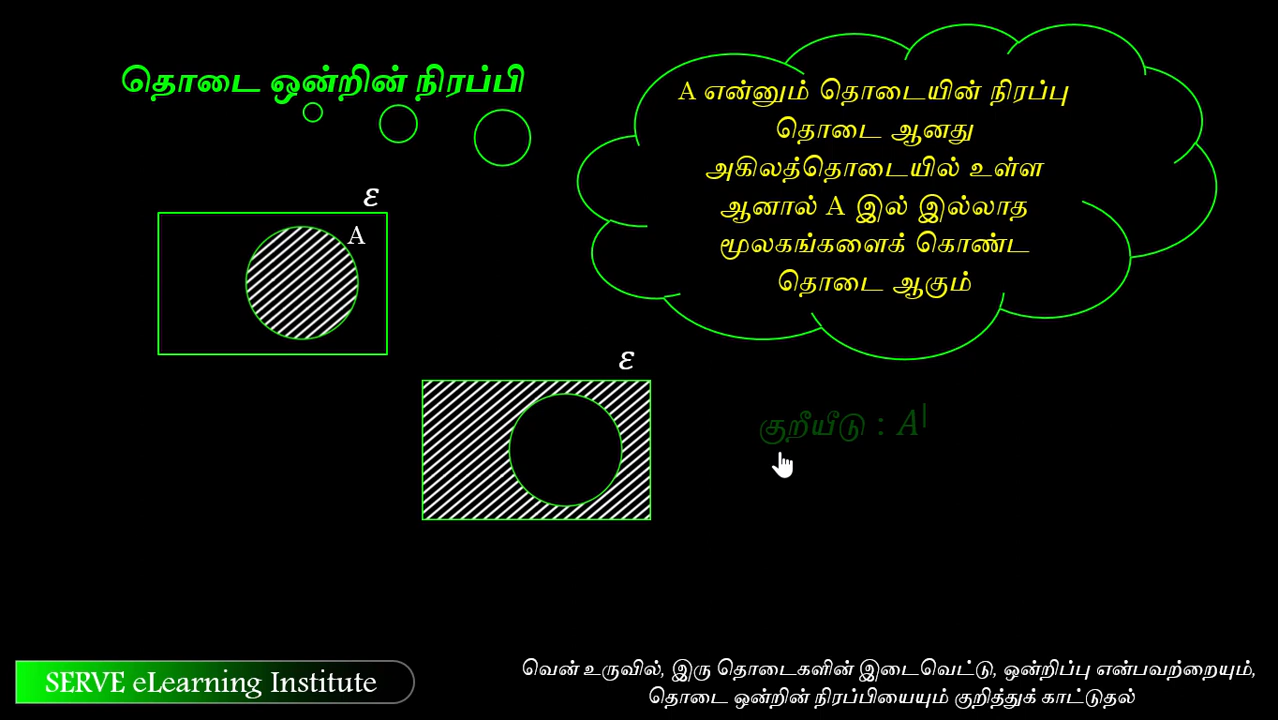 தொடை ஒன்றின் நிரப்பி
A என்னும் தொடையின் நிரப்பு
தொடை ஆனது
அகிலத்தொடையில் உள்ள
ஆனால் A இல் இல்லாத
மூலகங்களைக் கொண்ட
தொடை ஆகும்
ε
A
ε
குறீயீடு : A|
SERVE eLearning Institute
வென் உருவில், இரு தொடைகளின் இடைவெட்டு, ஒன்றிப்பு என்பவற்றையும்,
தொடை ஒன்றின் நிரப்பியையும் குறித்துக் காட்டுதல்